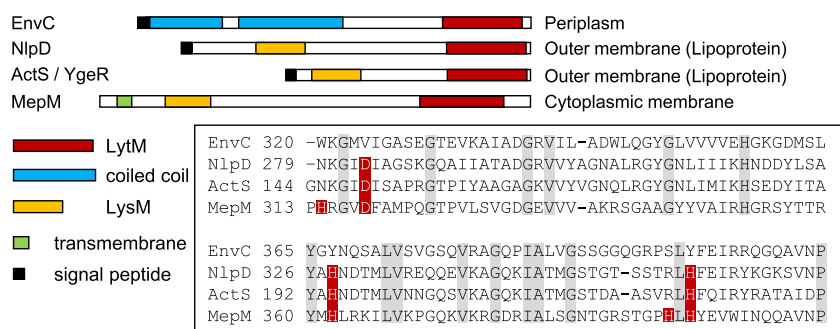 EnvC Periplasm
NlpD Outer membrane (Lipoprotein)
ActS / YgeR Outer membrane (Lipoprotein)
MepM Cytoplasmic membrane
LytM
coiled coil
LysM
transmembrane
signal peptide
EnvC 320 -WKGMVIGASEGTEVKAIADGRVIL-ADWLQGYGLVVVVEHGKGDMSL
NlpD 279 -NKGIDIAGSKGQAIIATADGRVVYAGNALRGYGNLIIIKHNDDYLSA
ActS 144 GNKGIDISAPRGTPIYAAGAGKVVYVGNQLRGYGNLIMIKHSEDYITA
MepM 313 PHRGVDFAMPQGTPVLSVGDGEVVV-AKRSGAAGYYVAIRHGRSYTTR
EnvC 365 YGYNQSALVSVGSQVRAGQPIALVGSSGGQGRPSLYFEIRRQGQAVNP
NlpD 326 YAHNDTMLVREQQEVKAGQKIATMGSTGT-SSTRLHFEIRYKGKSVNP
ActS 192 YAHNDTMLVNNGQSVKAGQKIATMGSTDA-ASVRLHFQIRYRATAIDP
MepM 360 YMHLRKILVKPGQKVKRGDRIALSGNTGRSTGPHLHYEVWINQQAVNP